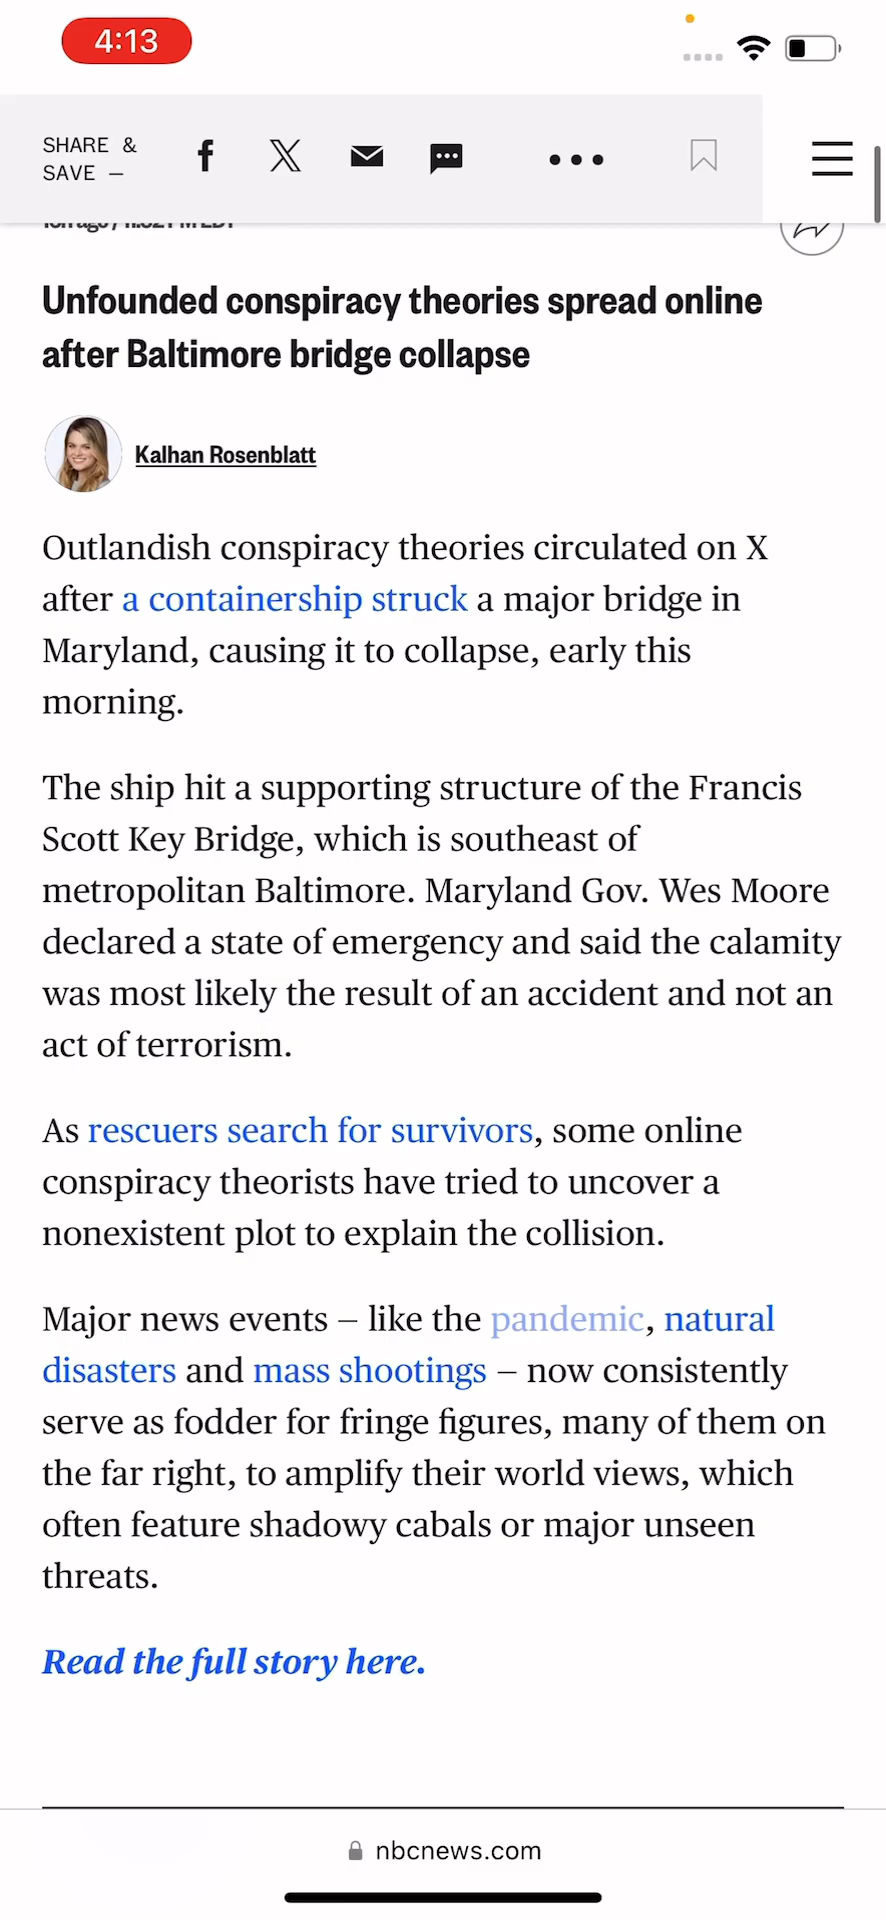 4:13
SHARE &
SAVE —
Unfounded conspiracy theories spread online
after Baltimore bridge collapse
Kalhan Rosenblatt
Outlandish conspiracy theories circulated on X
after a containership struck a major bridge in
Maryland, causing it to collapse, early this
morning.
The ship hit a supporting structure of the Francis
Scott Key Bridge, which is southeast of
metropolitan Baltimore. Maryland Gov. Wes Moore
declared a state of emergency and said the calamity
was most likely the result of an accident and not an
act of terrorism.
As rescuers search for survivors, some online
conspiracy theorists have tried to uncover a
nonexistent plot to explain the collision.
Major news events — like the pandemic, natural
disasters and mass shootings — now consistently
serve as fodder for fringe figures, many of them on
the far right, to amplify their world views, which
often feature shadowy cabals or major unseen
threats.
Read the full story here.
nbcnews.com